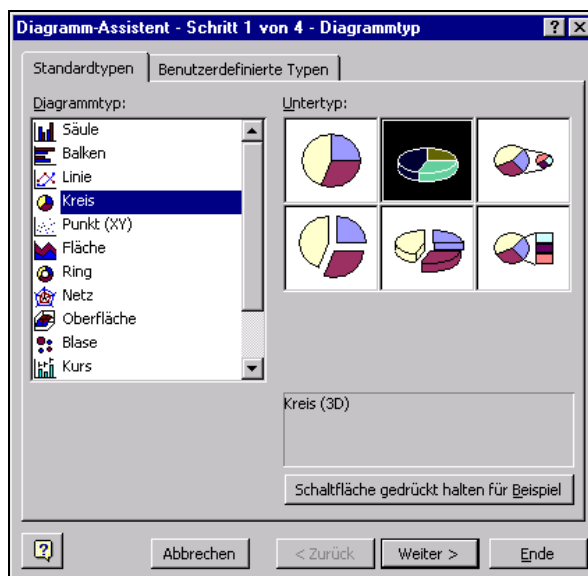 Diagramm-Assistent - Schritt 1 von 4 - Diagrammtyp
Standardtypen
Benutzerdefinierte Typen
Diagrammtyp:
Säule
Balken
Linie
Kreis
Punkt (XY)
Fläche
Ring
Netz
Oberfläche
Blase
Kurs
Untertyp:
Kreis (3D)
Schaltfläche gedrückt halten für Beispiel
Abbrechen
< Zurück
Weiter >
Ende